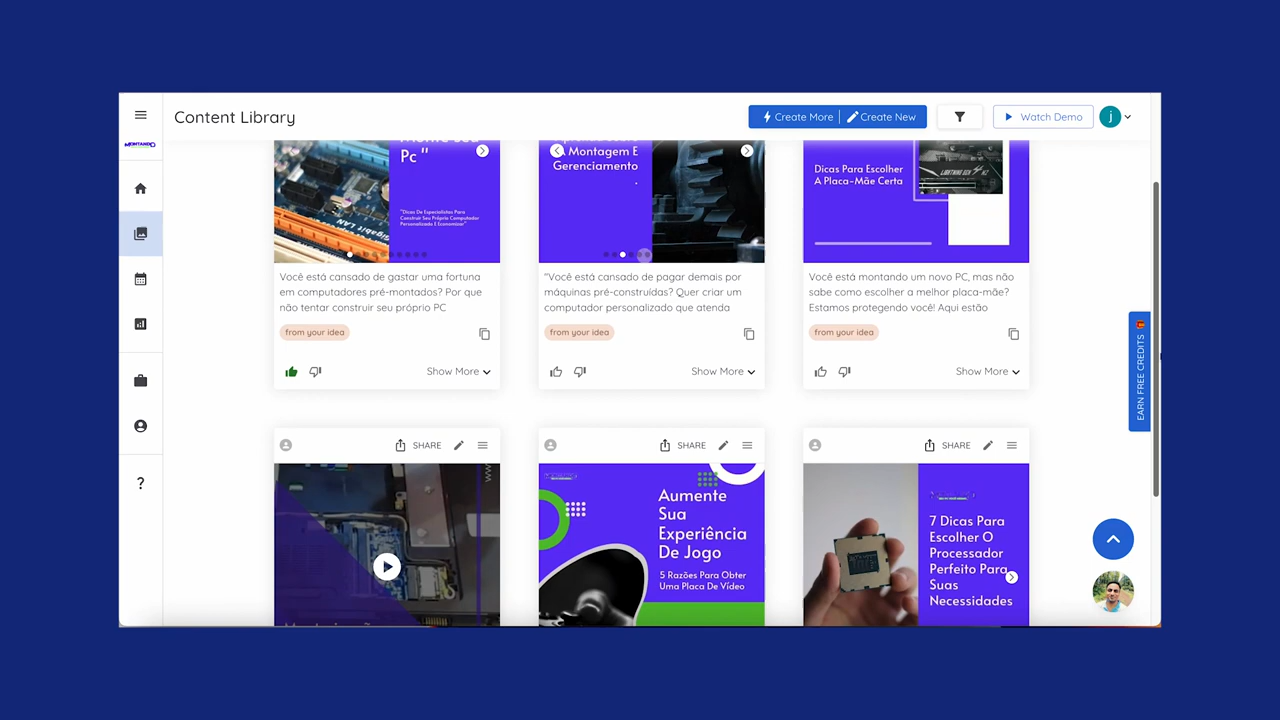 Content Library
Create More
Create New
Watch Demo
j
MONTANDO
Pc "
"Dicas De Especialistas Para
Construir Seu Próprio Computador
Personalizado E Economizar"
Gigabit LAN
A Montagem E
Gerenciamento
.
Dicas Para Escolher
A Placa-Mãe Certa
Você está cansado de gastar uma fortuna
em computadores pré-montados? Por que
não tentar construir seu próprio PC
from your idea
Show More
"Você está cansado de pagar demais por
máquinas pré-construídas? Quer criar um
computador personalizado que atenda
from your idea
Show More
Você está montando um novo PC, mas não
sabe como escolher a melhor placa-mãe?
Estamos protegendo você! Aqui estão
from your idea
Show More
EARN FREE CREDITS
?
SHARE
SHARE
Aumente
Sua
Experiência
De Jogo
5 Razões Para Obter
Uma Placa De Vídeo
SHARE
7 Dicas Para
Escolher O
Processador
Perfeito Para
Suas
Necessidades